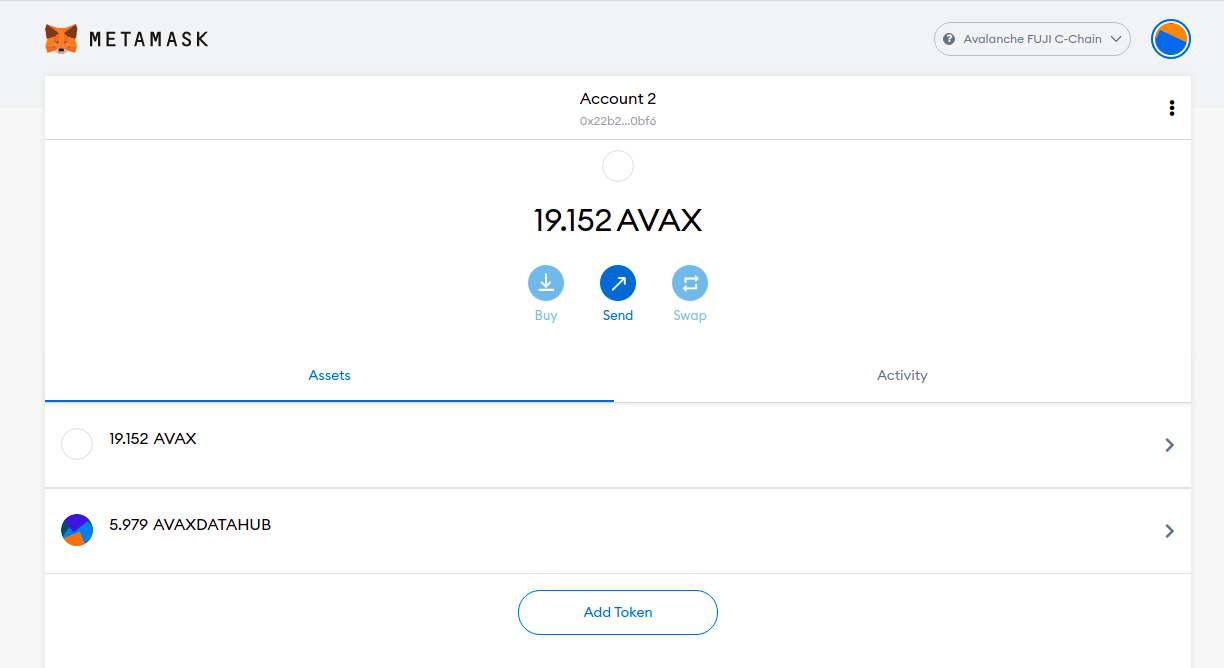 METAMASK
Avalanche FUJI C-Chain
Account 2
0x22b2...0bf6
19.152 AVAX
Buy
Send
Swap
Assets
Activity
19.152 AVAX
5.979 AVAXDATAHUB
Add Token